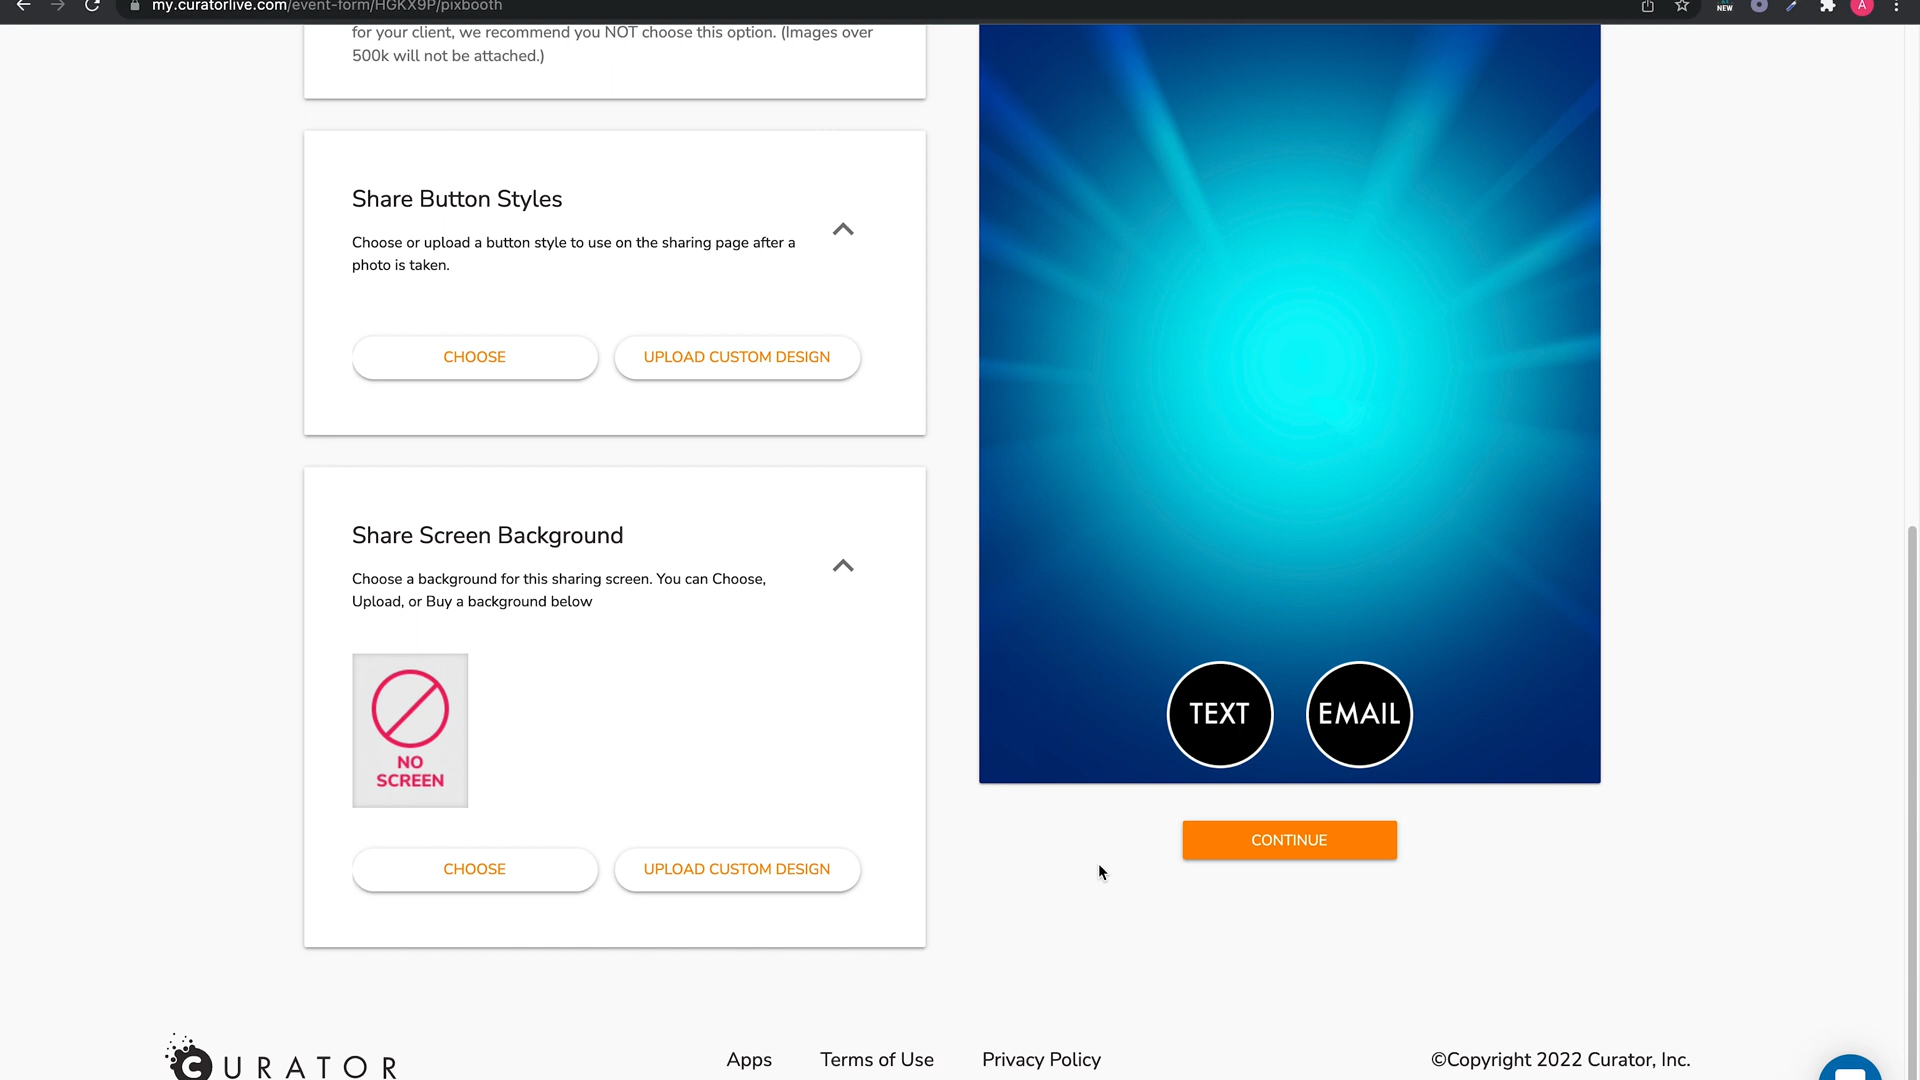 my.curatorlive.com/event-form/HGKX9P/pixbooth
NEW
A
for your client, we recommend you NOT choose this option. (Images over
500k will not be attached.)
Share Button Styles
Choose or upload a button style to use on the sharing page after a
photo is taken.
CHOOSE
UPLOAD CUSTOM DESIGN
Share Screen Background
Choose a background for this sharing screen. You can Choose,
Upload, or Buy a background below
NO
SCREEN
CHOOSE
UPLOAD CUSTOM DESIGN
TEXT
EMAIL
CONTINUE
CURATOR
Apps
Terms of Use
Privacy Policy
©Copyright 2022 Curator, Inc.